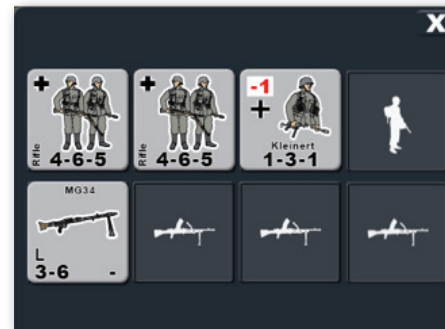 X
+
Rifle
4-6-5
+
Rifle
4-6-5
-1
+
Kleinert
1-3-1
MG34
L
3-6 -